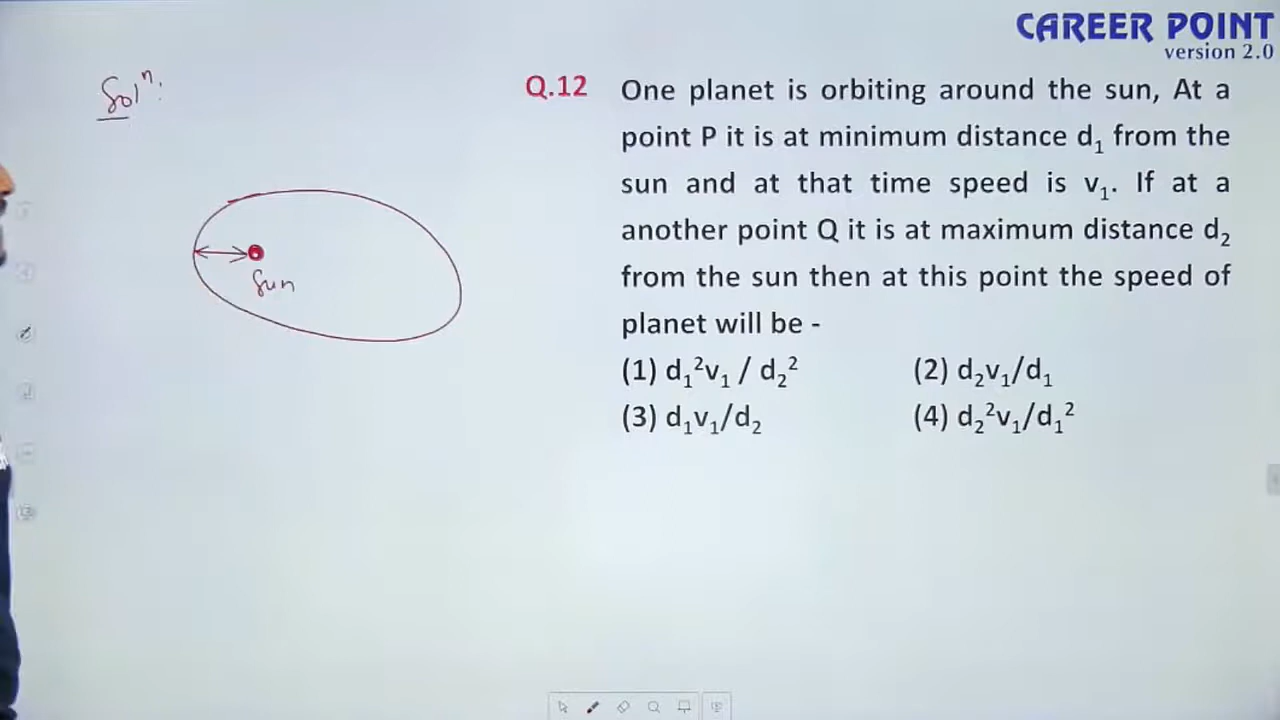 CAREER POINT
version 2.0
Solⁿ:
Q.12 One planet is orbiting around the sun, At a
point P it is at minimum distance d₁ from the
sun and at that time speed is v₁. If at a
another point Q it is at maximum distance d₂
from the sun then at this point the speed of
planet will be -
(1) d₁²v₁ / d₂² (2) d₂v₁/d₁
(3) d₁v₁/d₂ (4) d₂²v₁/d₁²
Sun